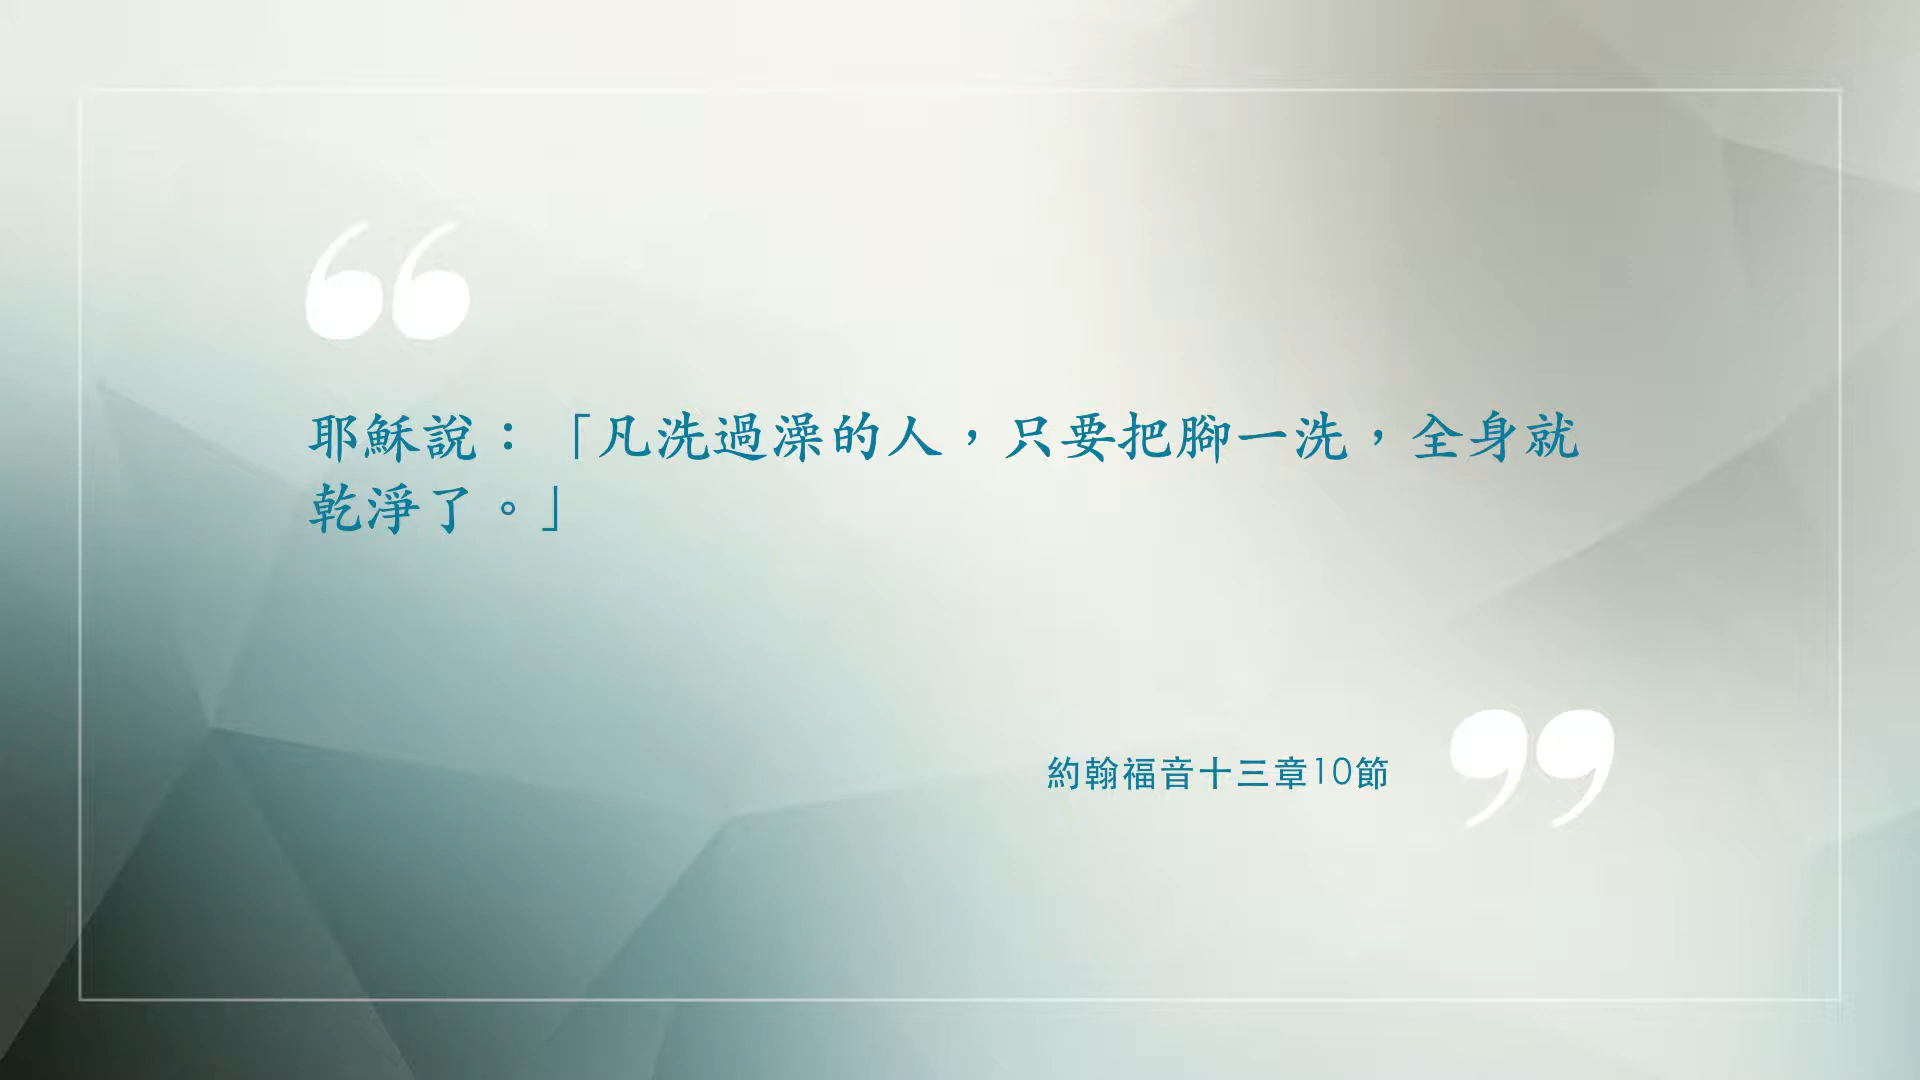 耶穌說：「凡洗過澡的人，只要把腳一洗，全身就
乾淨了。」
約翰福音十三章10節